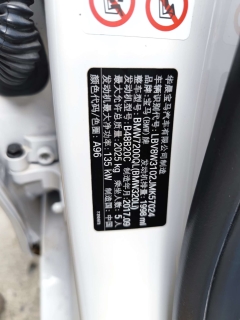 华晨宝马汽车有限公司制造
车辆识别代号：LBV8W3102JMK57024
品牌：宝马(BMW)牌 发动机排量：1998 ml
整车型号：BMW7200QL(BMW320Li)
发动机型号：B48B20C 制造年月：2017.09
最大允许总质量：2025 kg 乘坐人数：5 人
发动机最大净功率：135 kW 制造国：中国
颜色代码/色差：A96